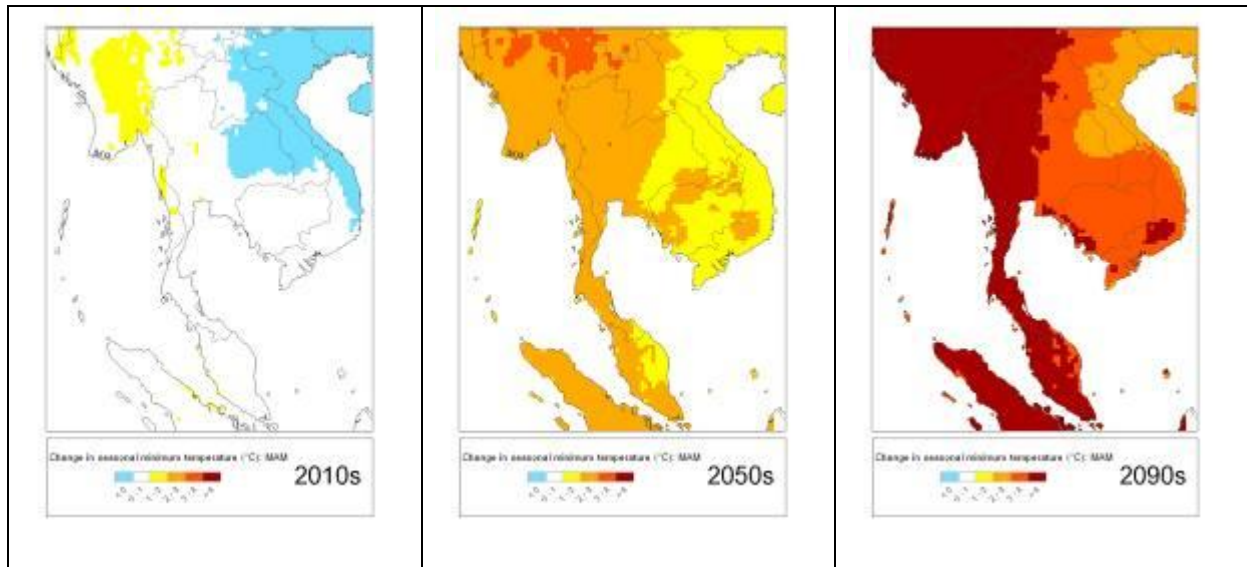 Change in seasonal minimum temperature (°C): MAM
2010s
Change in seasonal minimum temperature (°C): MAM
2050s
Change in seasonal minimum temperature (°C): MAM
2090s